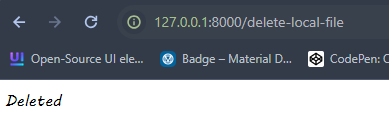 127.0.0.1:8000/delete-local-file
Open-Source UI ele... Badge – Material D... CodePen: C
Deleted